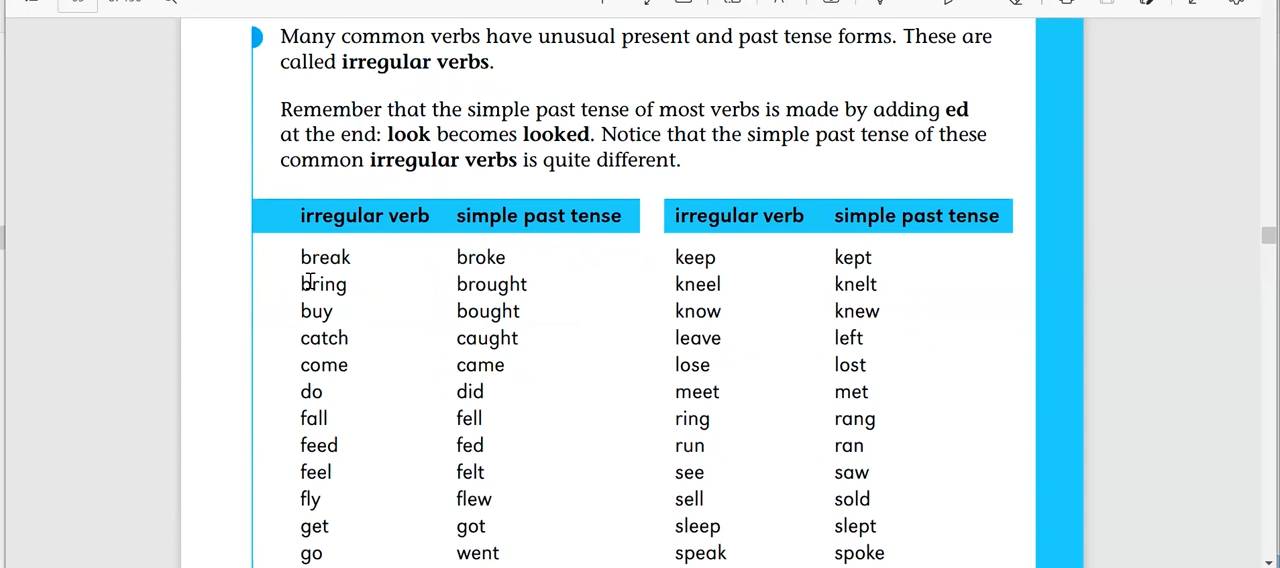 Many common verbs have unusual present and past tense forms. These are
called irregular verbs.
Remember that the simple past tense of most verbs is made by adding ed
at the end: look becomes looked. Notice that the simple past tense of these
common irregular verbs is quite different.
irregular verb simple past tense irregular verb simple past tense
break broke keep kept
bring brought kneel knelt
buy bought know knew
catch caught leave left
come came lose lost
do did meet met
fall fell ring rang
feed fed run ran
feel felt see saw
fly flew sell sold
get got sleep slept
go went speak spoke